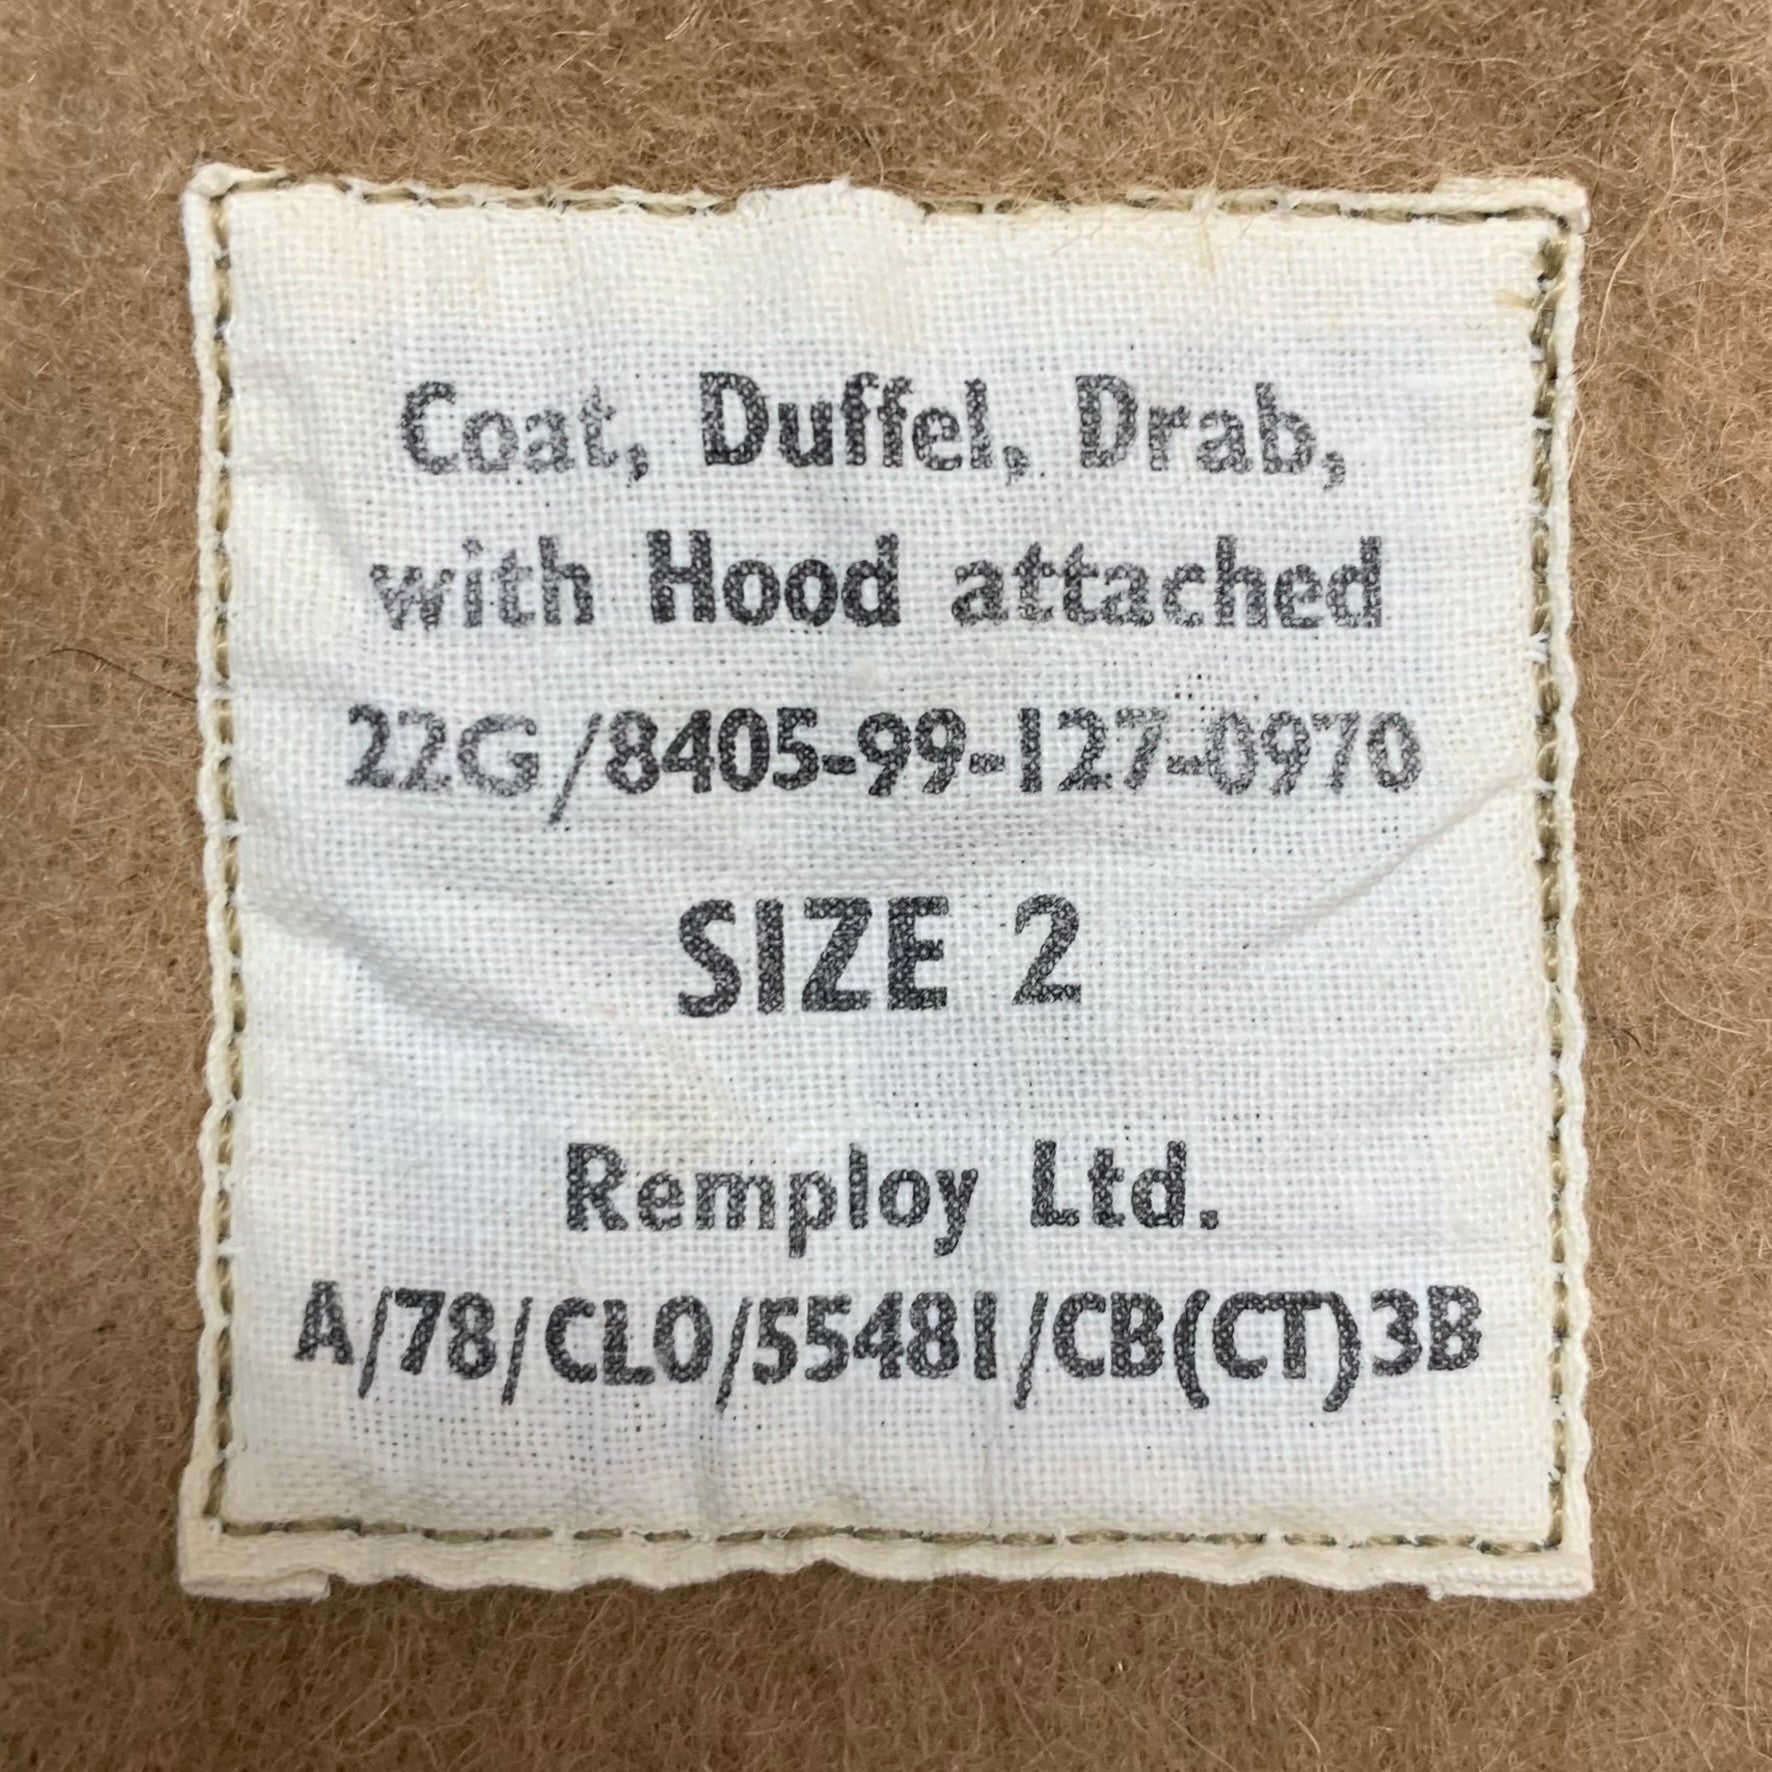 Coat, Duffel, Drab,
with Hood attached
22G/8405-99-127-0970
SIZE 2
Remploy Ltd.
A/78/CLO/55481/CB(CT)3B